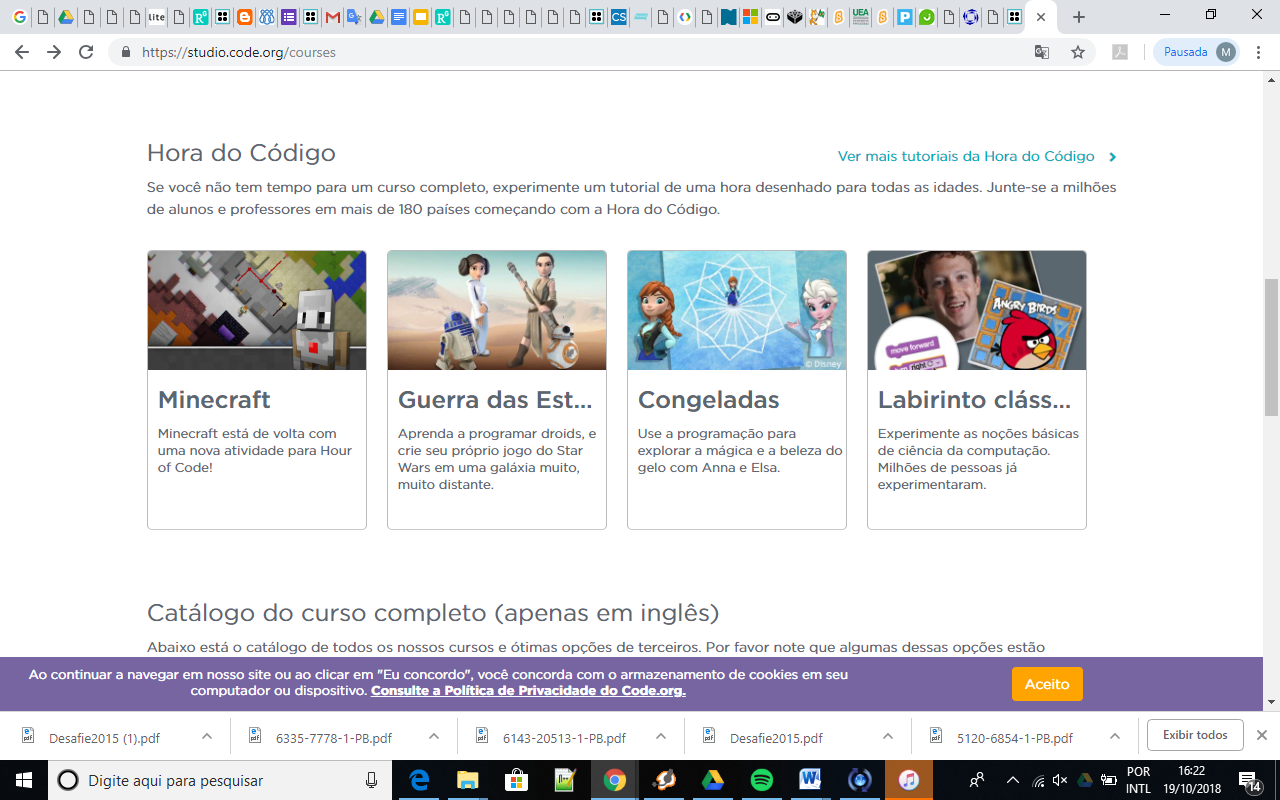 lite
CS
UEA
https://studio.code.org/courses
Pausada
M
Hora do Código
Ver mais tutoriais da Hora do Código
Se você não tem tempo para um curso completo, experimente um tutorial de uma hora desenhado para todas as idades. Junte-se a milhões
de alunos e professores em mais de 180 países começando com a Hora do Código.
ANGRY BIRDS
move forward
right
© Disney
Minecraft
Minecraft está de volta com
uma nova atividade para Hour
of Code!
Guerra das Est...
Aprenda a programar droids, e
crie seu próprio jogo do Star
Wars em uma galáxia muito,
muito distante.
Congeladas
Use a programação para
explorar a mágica e a beleza do
gelo com Anna e Elsa.
Labirinto cláss...
Experimente as noções básicas
de ciência da computação.
Milhões de pessoas já
experimentaram.
Catálogo do curso completo (apenas em inglês)
Abaixo está o catálogo de todos os nossos cursos e ótimas opções de terceiros. Por favor note que algumas dessas opções estão
Ao continuar a navegar em nosso site ou ao clicar em "Eu concordo", você concorda com o armazenamento de cookies em seu
computador ou dispositivo. Consulte a Política de Privacidade do Code.org.
Aceito
Desafie2015 (1).pdf
6335-7778-1-PB.pdf
6143-20513-1-PB.pdf
Desafie2015.pdf
5120-6854-1-PB.pdf
Exibir todos
Digite aqui para pesquisar
POR
INTL
16:22
19/10/2018
14